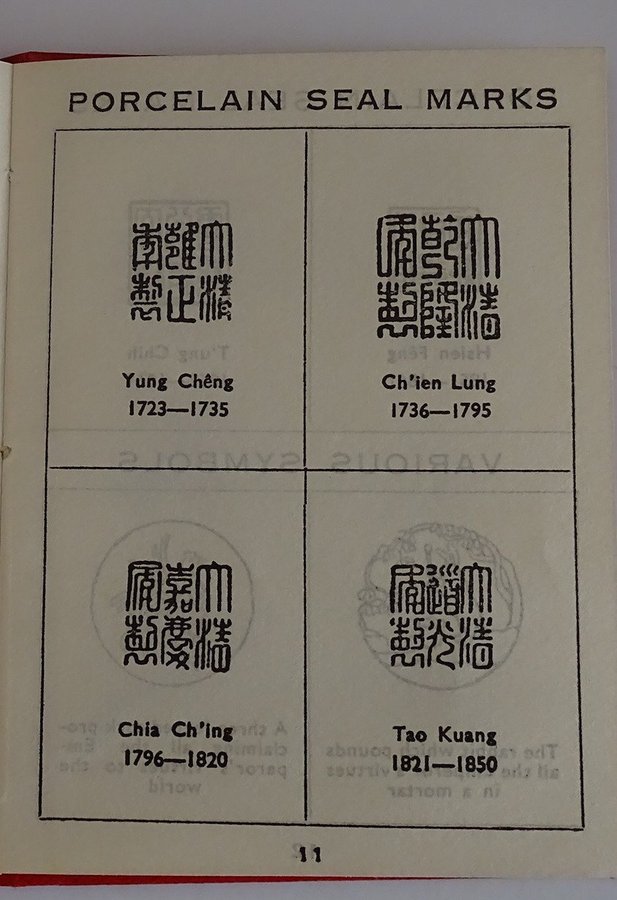 PORCELAIN SEAL MARKS
大清
雍正
年製
Yung Chêng
1723—1735
大清
乾隆
年製
Ch'ien Lung
1736—1795
大清
嘉慶
年製
Chia Ch'ing
1796—1820
大清
道光
年製
Tao Kuang
1821—1850
11